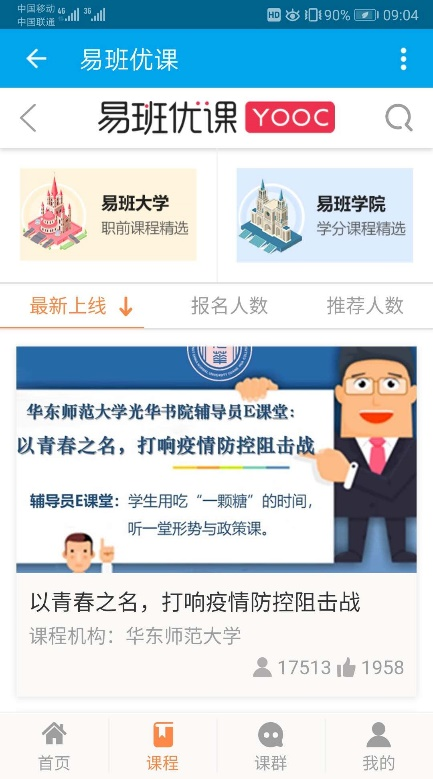 中国移动 4G 3G
中国联通
HD 90% 09:04
易班优课
易班优课 YOOC
易班大学
职前课程精选
易班学院
学分课程精选
最新上线 报名人数 推荐人数
华东师范大学光华书院辅导员E课堂：
以青春之名，打响疫情防控阻击战
辅导员E课堂：学生用吃“一颗糖”的时间，
听一堂形势与政策课。
以青春之名，打响疫情防控阻击战
课程机构：华东师范大学
17513 1958
首页 课程 课群 我的